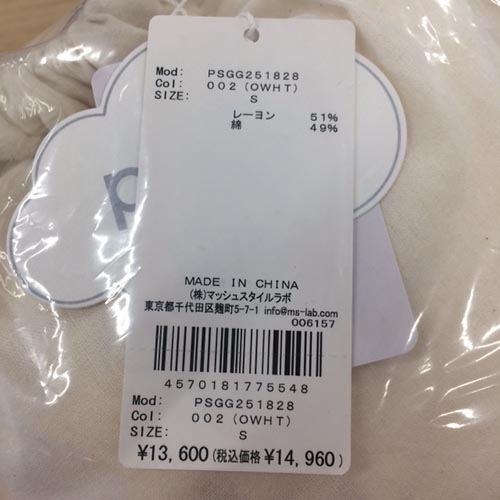 Mod: PSGG251828
Col: 002(OWHT)
SIZE: S
レーヨン 51%
綿 49%
p
MADE IN CHINA
(株)マッシュスタイルラボ
東京都千代田区麹町5-7-1 info@ms-lab.com
006157
4570181775548
Mod: PSGG251828
Col: 002(OWHT)
SIZE: S
¥13,600(税込価格¥14,960)